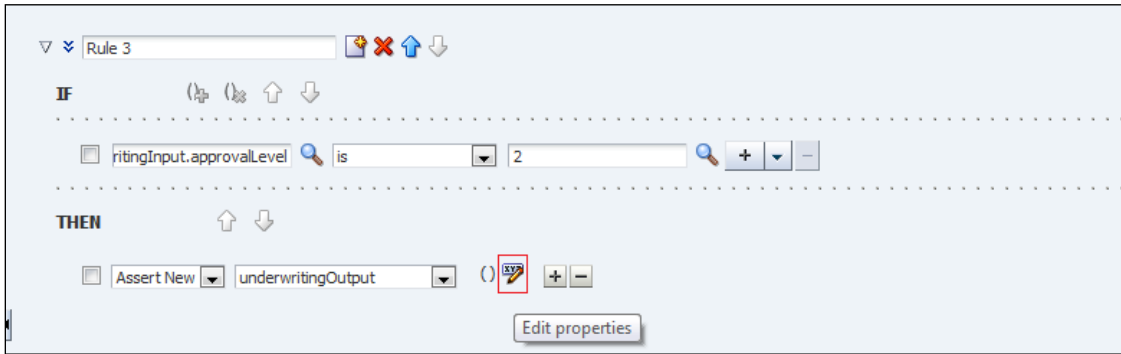 Rule 3
IF
ritingInput.approvalLevel is 2
THEN
Assert New underwritingOutput ()
Edit properties